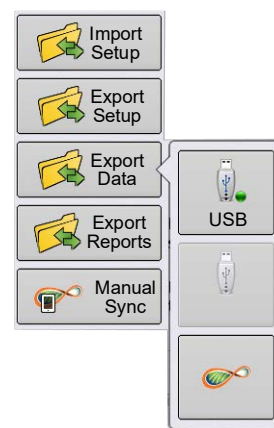 Import
Setup
Export
Setup
Export
Data
Export
Reports
Manual
Sync
USB